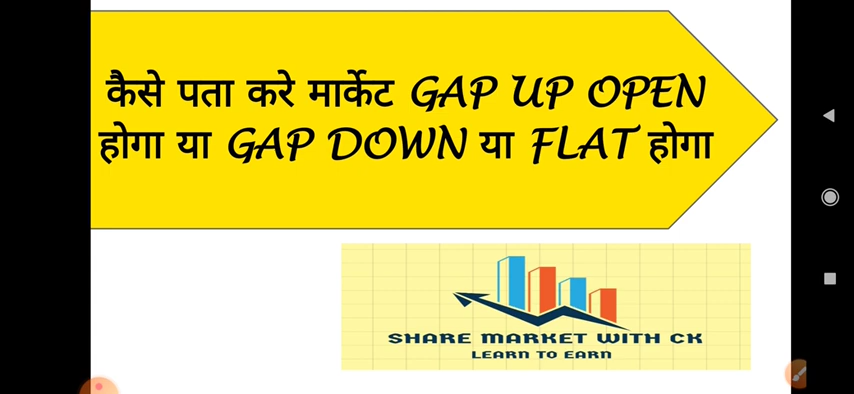 कैसे पता करे मार्केट GAP UP OPEN
होगा या GAP DOWN या FLAT होगा
SHARE MARKET WITH CK
LEARN TO EARN